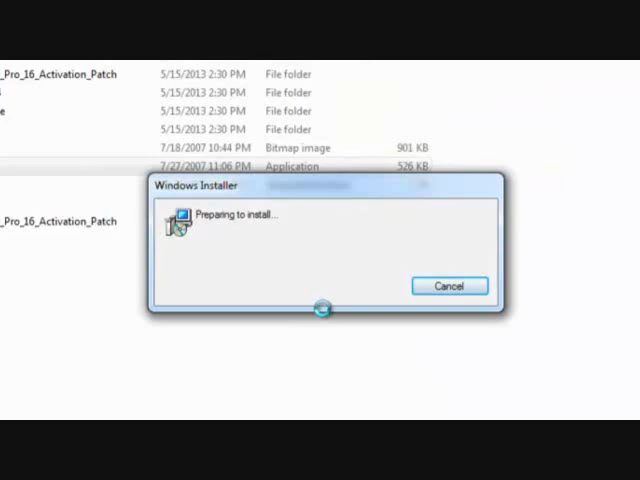 _Pro_16_Activation_Patch 5/15/2013 2:30 PM File folder
5/15/2013 2:30 PM File folder
e 5/15/2013 2:30 PM File folder
5/15/2013 2:30 PM File folder
7/18/2007 10:44 PM Bitmap image 901 KB
7/27/2007 11:06 PM Application 526 KB
Windows Installer
Preparing to install...
_Pro_16_Activation_Patch
Cancel